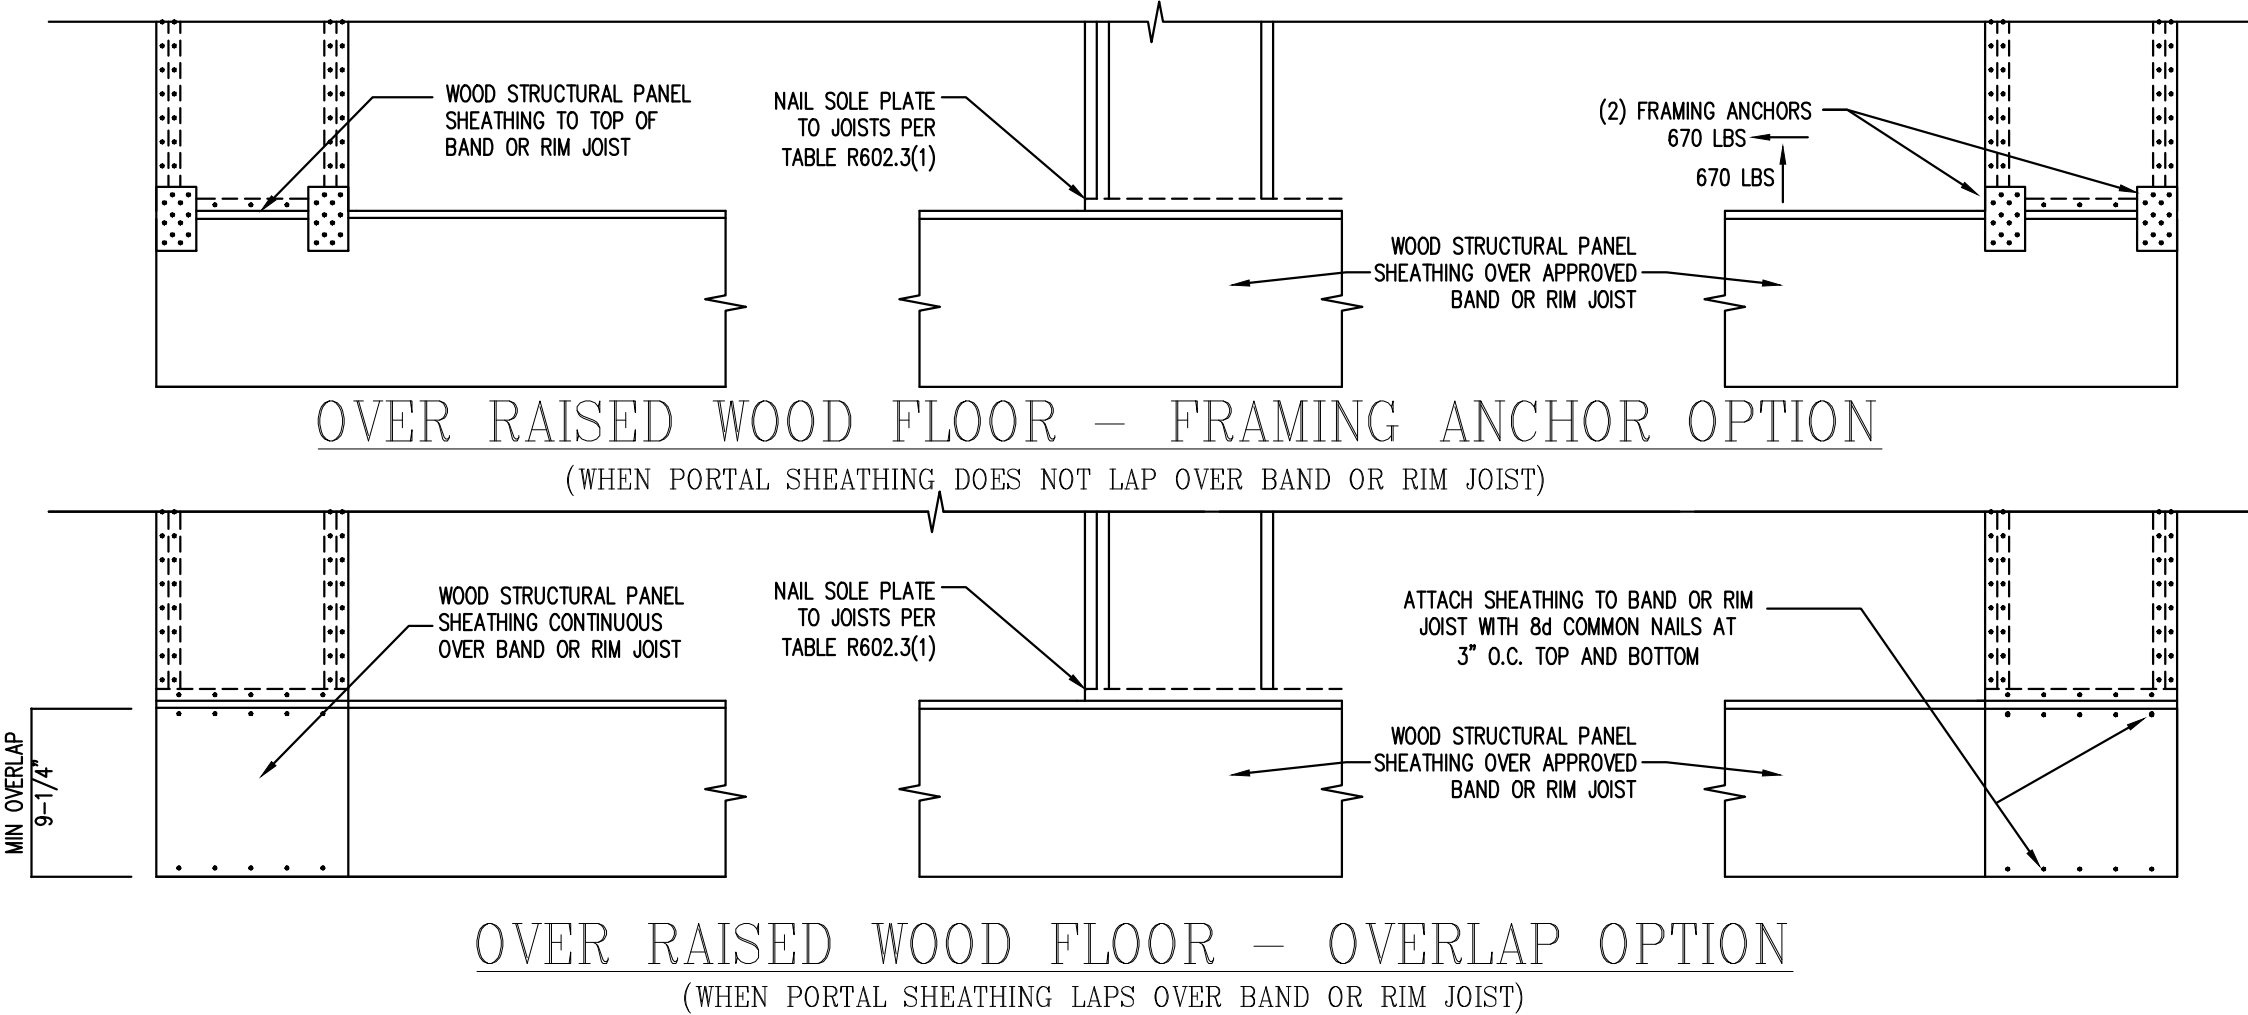 WOOD STRUCTURAL PANEL
SHEATHING TO TOP OF
BAND OR RIM JOIST
NAIL SOLE PLATE
TO JOISTS PER
TABLE R602.3(1)
(2) FRAMING ANCHORS
670 LBS
670 LBS
WOOD STRUCTURAL PANEL
SHEATHING OVER APPROVED
BAND OR RIM JOIST
OVER RAISED WOOD FLOOR – FRAMING ANCHOR OPTION
(WHEN PORTAL SHEATHING DOES NOT LAP OVER BAND OR RIM JOIST)
WOOD STRUCTURAL PANEL
SHEATHING CONTINUOUS
OVER BAND OR RIM JOIST
NAIL SOLE PLATE
TO JOISTS PER
TABLE R602.3(1)
ATTACH SHEATHING TO BAND OR RIM
JOIST WITH 8d COMMON NAILS AT
3" O.C. TOP AND BOTTOM
MIN OVERLAP
9-1/4"
WOOD STRUCTURAL PANEL
SHEATHING OVER APPROVED
BAND OR RIM JOIST
OVER RAISED WOOD FLOOR – OVERLAP OPTION
(WHEN PORTAL SHEATHING LAPS OVER BAND OR RIM JOIST)